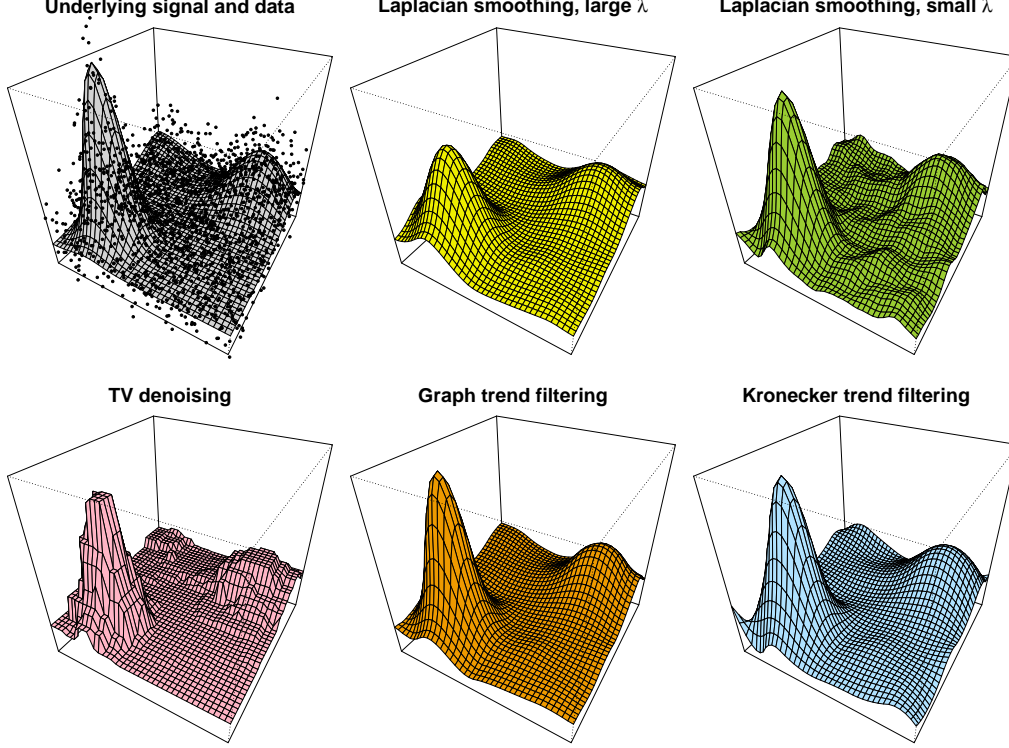 Underlying signal and data
Laplacian smoothing, large λ
Laplacian smoothing, small λ
TV denoising
Graph trend filtering
Kronecker trend filtering